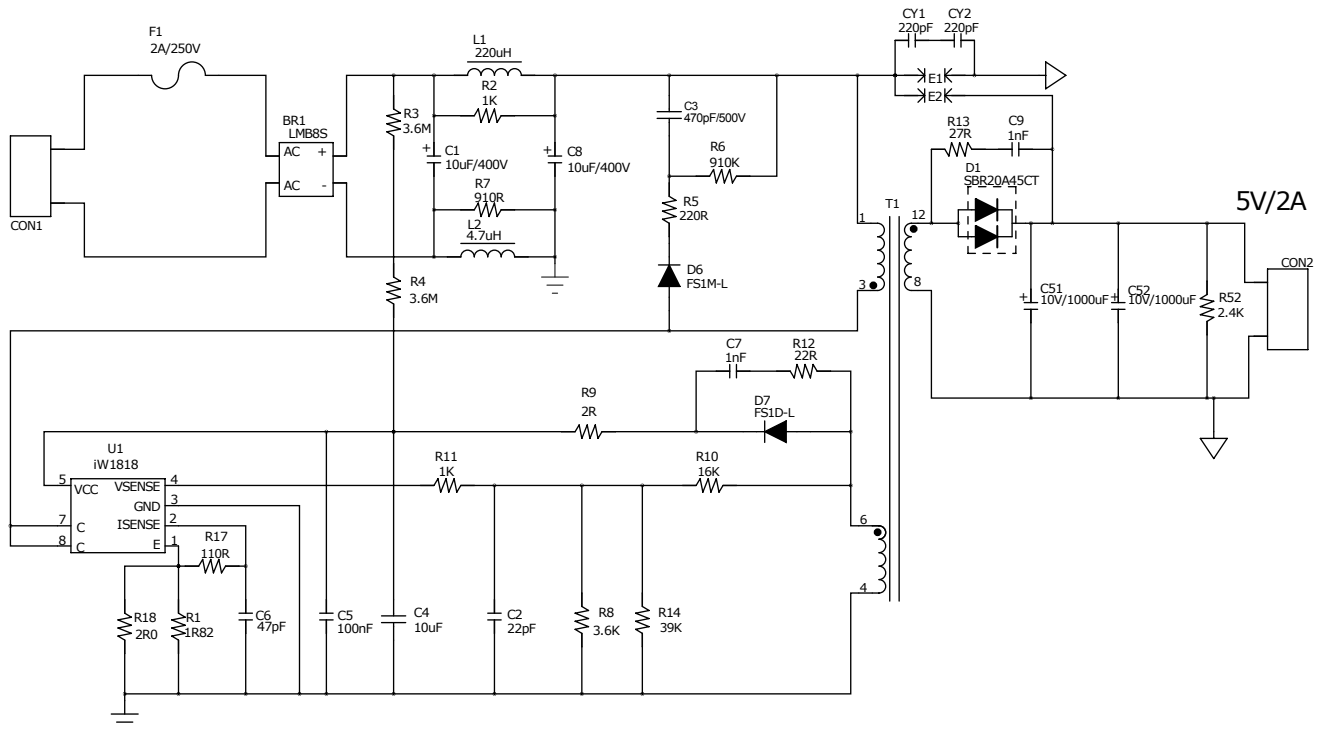 F1
2A/250V
CON1
BR1
LMB8S
AC +
AC -
R3
3.6M
R4
3.6M
L1
220uH
R2
1K
C1
10uF/400V
C8
10uF/400V
R7
910R
L2
4.7uH
C3
470pF/500V
R6
910K
R5
220R
D6
FS1M-L
CY1 CY2
220pF 220pF
E1
E2
R13
27R
C9
1nF
D1
SBR20A45CT
T1
1
3
12
8
5V/2A
CON2
C51
10V/1000uF
C52
10V/1000uF
R52
2.4K
C7
1nF
R12
22R
R9
2R
D7
FS1D-L
R11
1K
R10
16K
6
4
U1
iW1818
5 VCC
7 C
8 C
VSENSE 4
GND 3
ISENSE 2
E 1
R17
110R
R18
2R0
R1
1R82
C6
47pF
C5
100nF
C4
10uF
C2
22pF
R8
3.6K
R14
39K